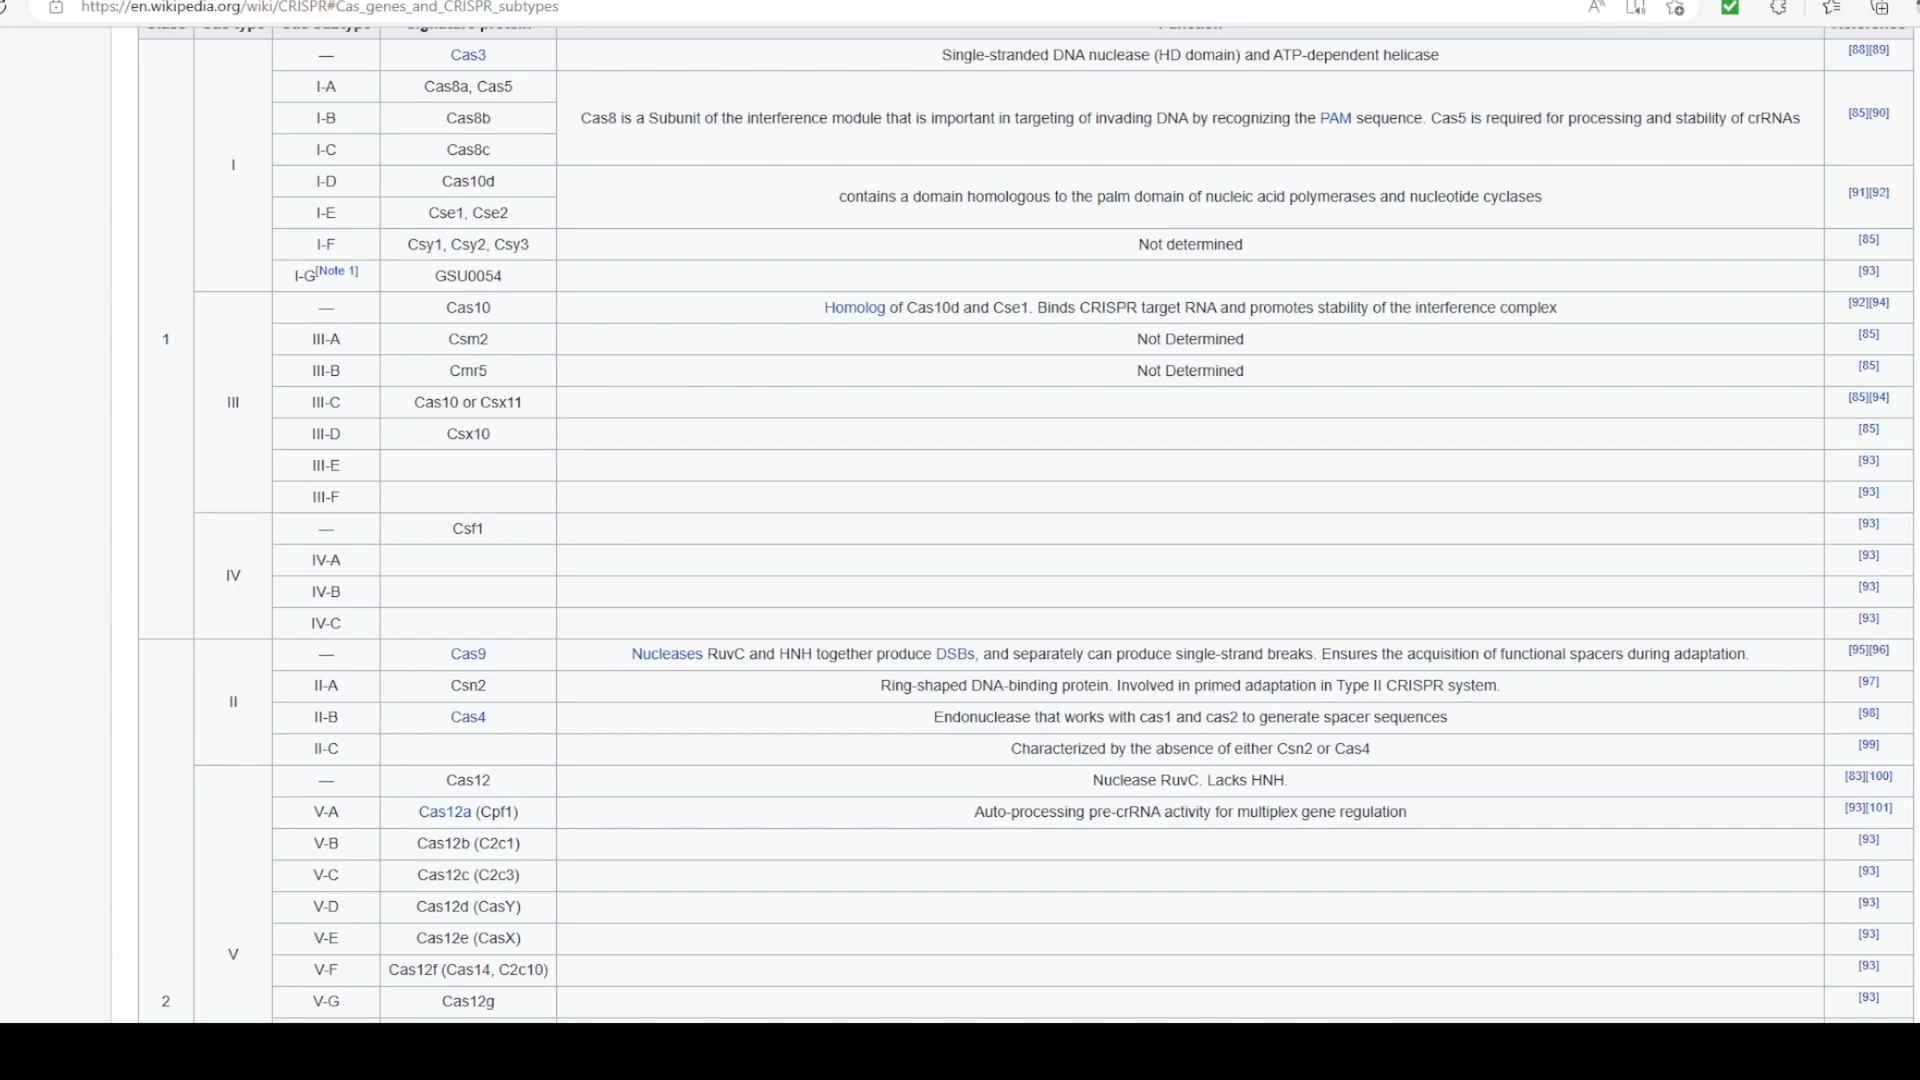 https://en.wikipedia.org/wiki/CRISPR#Cas_genes_and_CRISPR_subtypes
— Cas3 Single-stranded DNA nuclease (HD domain) and ATP-dependent helicase [88][89]
I-A Cas8a, Cas5
I-B Cas8b Cas8 is a Subunit of the interference module that is important in targeting of invading DNA by recognizing the PAM sequence. Cas5 is required for processing and stability of crRNAs [85][90]
I-C Cas8c
I
I-D Cas10d
contains a domain homologous to the palm domain of nucleic acid polymerases and nucleotide cyclases [91][92]
I-E Cse1, Cse2
I-F Csy1, Csy2, Csy3 Not determined [85]
I-G[Note 1] GSU0054 [93]
— Cas10 Homolog of Cas10d and Cse1. Binds CRISPR target RNA and promotes stability of the interference complex [92][94]
1 III-A Csm2 Not Determined [85]
III-B Cmr5 Not Determined [85]
III III-C Cas10 or Csx11 [85][94]
III-D Csx10 [85]
III-E [93]
III-F [93]
— Csf1 [93]
IV-A [93]
IV
IV-B [93]
IV-C [93]
— Cas9 Nucleases RuvC and HNH together produce DSBs, and separately can produce single-strand breaks. Ensures the acquisition of functional spacers during adaptation. [95][96]
II-A Csn2 Ring-shaped DNA-binding protein. Involved in primed adaptation in Type II CRISPR system. [97]
II
II-B Cas4 Endonuclease that works with cas1 and cas2 to generate spacer sequences [98]
II-C Characterized by the absence of either Csn2 or Cas4 [99]
— Cas12 Nuclease RuvC. Lacks HNH. [83][100]
V-A Cas12a (Cpf1) Auto-processing pre-crRNA activity for multiplex gene regulation [93][101]
V-B Cas12b (C2c1) [93]
V-C Cas12c (C2c3) [93]
V-D Cas12d (CasY) [93]
V-E Cas12e (CasX) [93]
V
V-F Cas12f (Cas14, C2c10) [93]
2 V-G Cas12g [93]